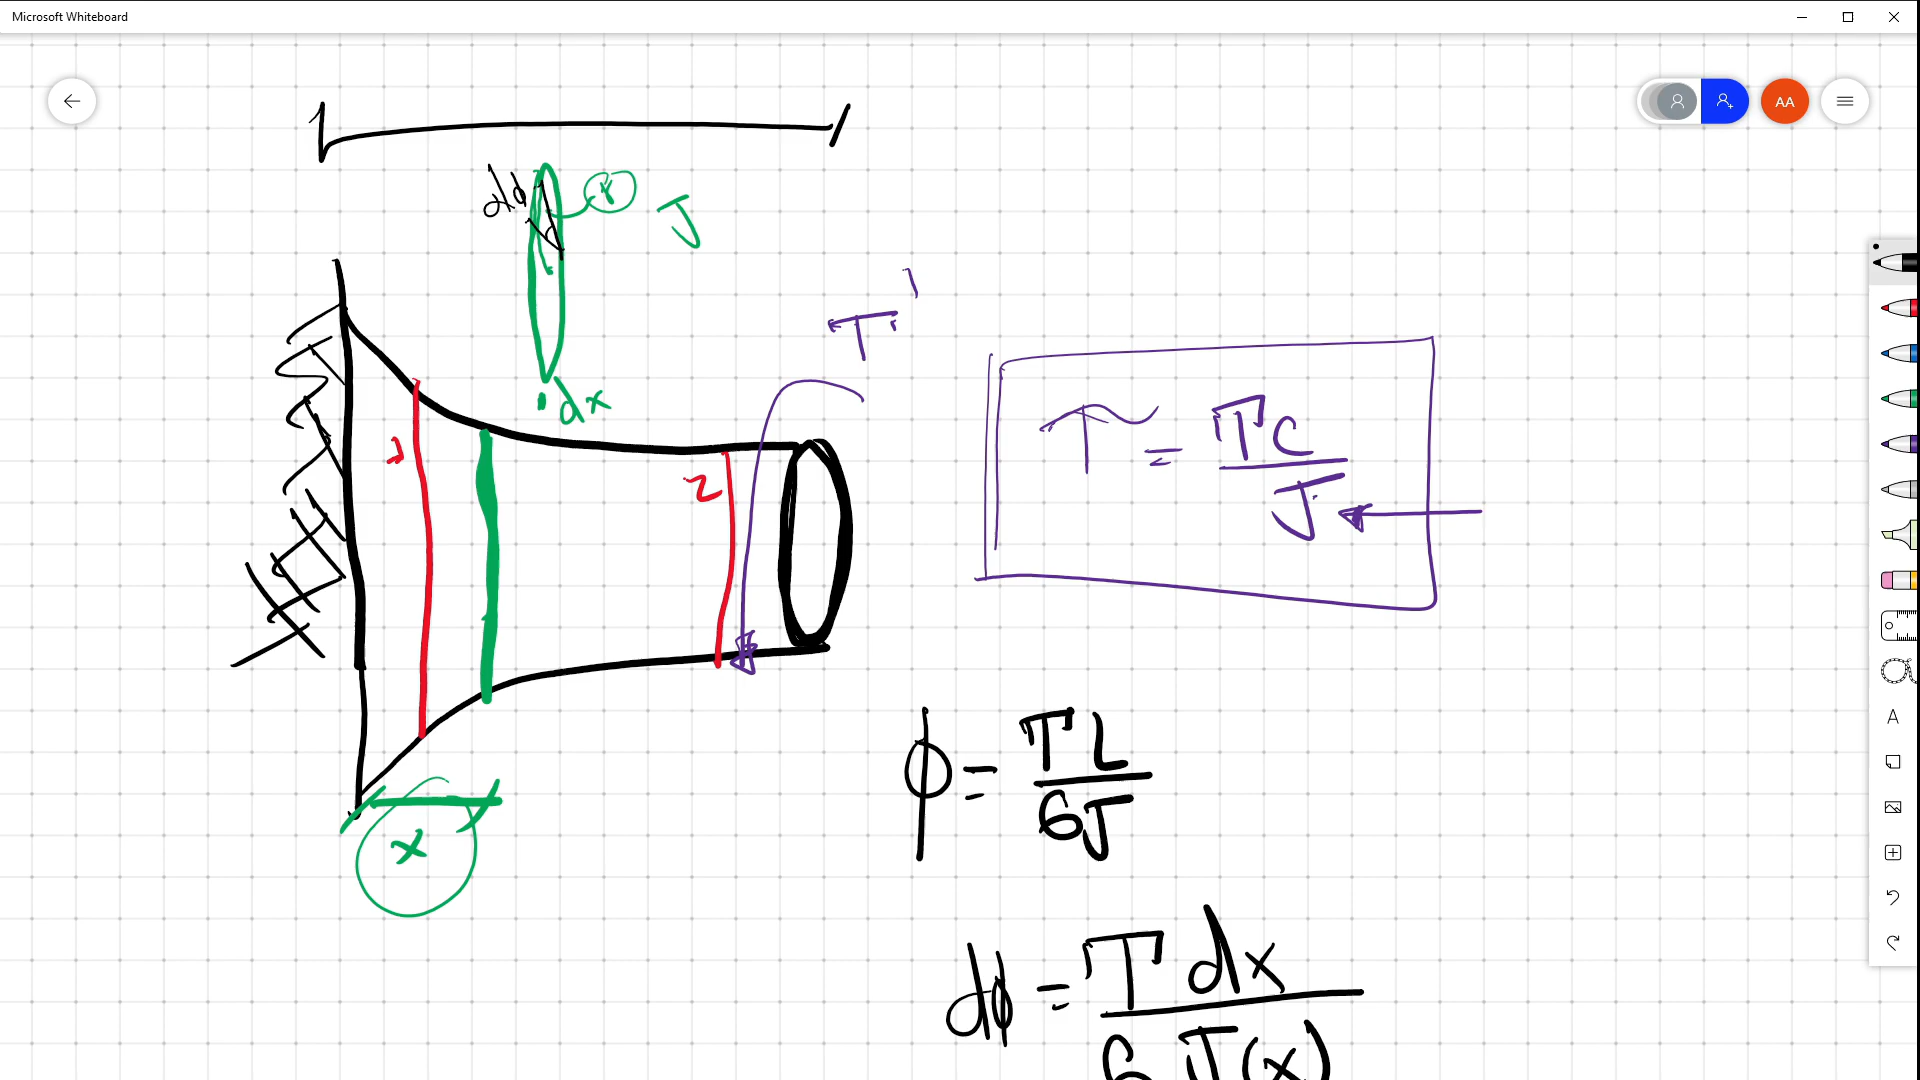 Microsoft Whiteboard
AA
dϕ
r
J
dx
T
1
2
τ = Tc
J
x
ϕ = TL
GJ
dϕ = T dx
G J(x)
A